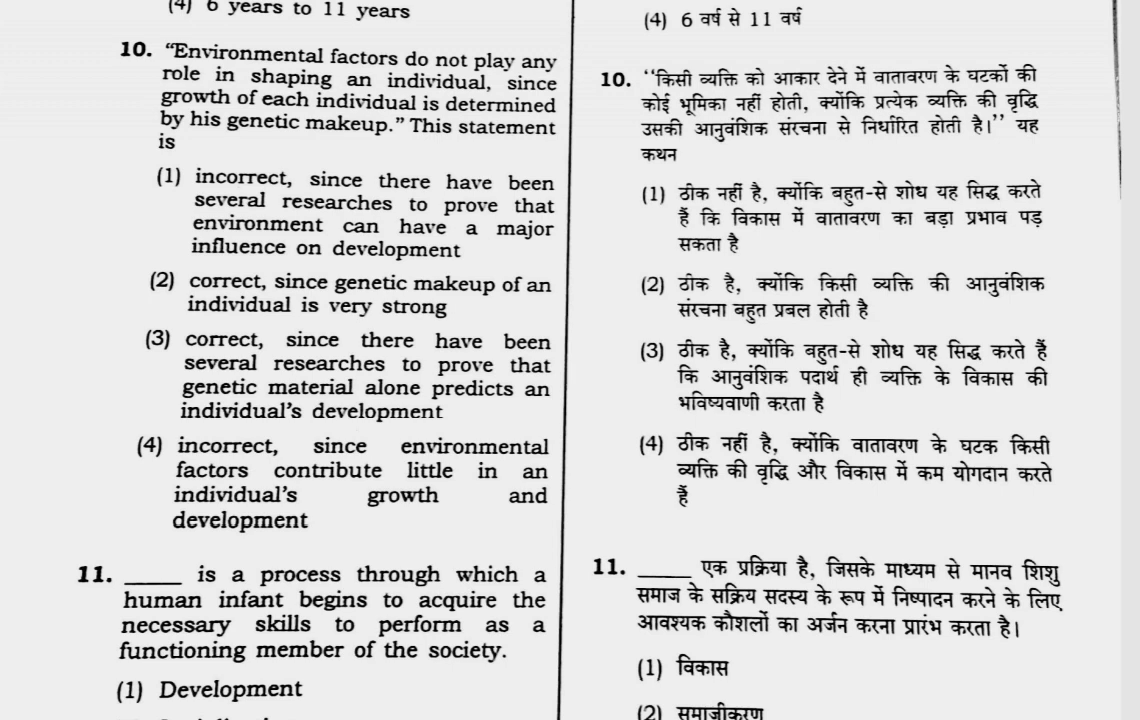 (4) 6 years to 11 years
10. “Environmental factors do not play any
role in shaping an individual, since
growth of each individual is determined
by his genetic makeup.” This statement
is
(1) incorrect, since there have been
several researches to prove that
environment can have a major
influence on development
(2) correct, since genetic makeup of an
individual is very strong
(3) correct, since there have been
several researches to prove that
genetic material alone predicts an
individual’s development
(4) incorrect, since environmental
factors contribute little in an
individual’s growth and
development
11. _____ is a process through which a
human infant begins to acquire the
necessary skills to perform as a
functioning member of the society.
(1) Development
(4) 6 वर्ष से 11 वर्ष
10. ‘‘किसी व्यक्ति को आकार देने में वातावरण के घटकों की
कोई भूमिका नहीं होती, क्योंकि प्रत्येक व्यक्ति की वृद्धि
उसकी आनुवंशिक संरचना से निर्धारित होती है।’’ यह
कथन
(1) ठीक नहीं है, क्योंकि बहुत-से शोध यह सिद्ध करते
हैं कि विकास में वातावरण का बड़ा प्रभाव पड़
सकता है
(2) ठीक है, क्योंकि किसी व्यक्ति की आनुवंशिक
संरचना बहुत प्रबल होती है
(3) ठीक है, क्योंकि बहुत-से शोध यह सिद्ध करते हैं
कि आनुवंशिक पदार्थ ही व्यक्ति के विकास की
भविष्यवाणी करता है
(4) ठीक नहीं है, क्योंकि वातावरण के घटक किसी
व्यक्ति की वृद्धि और विकास में कम योगदान करते
हैं
11. _____ एक प्रक्रिया है, जिसके माध्यम से मानव शिशु
समाज के सक्रिय सदस्य के रूप में निष्पादन करने के लिए
आवश्यक कौशलों का अर्जन करना प्रारंभ करता है।
(1) विकास
(2) समाजीकरण